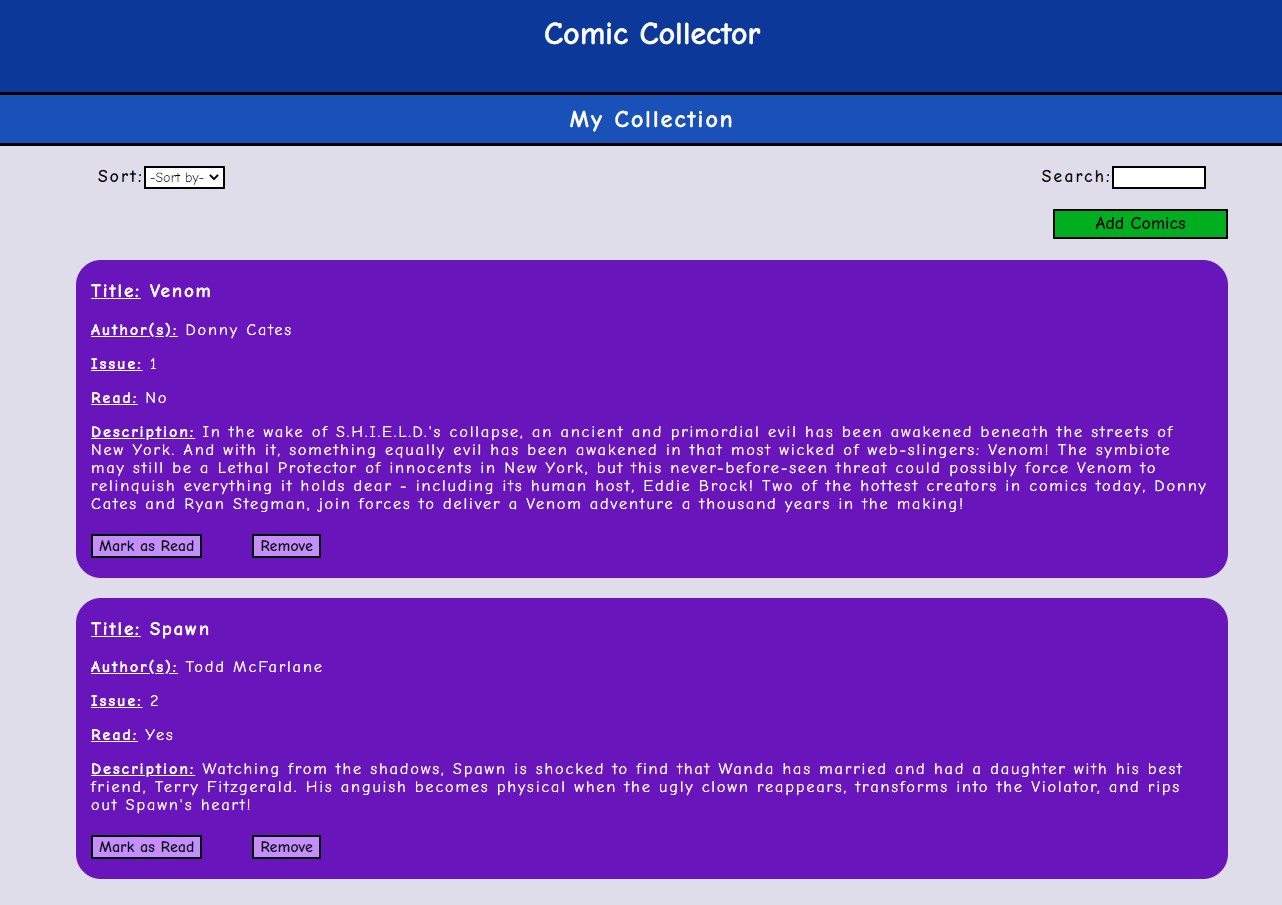 Comic Collector
My Collection
Sort: -Sort by- Search:
Add Comics
Title: Venom
Author(s): Donny Cates
Issue: 1
Read: No
Description: In the wake of S.H.I.E.L.D.'s collapse, an ancient and primordial evil has been awakened beneath the streets of
New York. And with it, something equally evil has been awakened in that most wicked of web-slingers: Venom! The symbiote
may still be a Lethal Protector of innocents in New York, but this never-before-seen threat could possibly force Venom to
relinquish everything it holds dear - including its human host, Eddie Brock! Two of the hottest creators in comics today, Donny
Cates and Ryan Stegman, join forces to deliver a Venom adventure a thousand years in the making!
Mark as Read Remove
Title: Spawn
Author(s): Todd McFarlane
Issue: 2
Read: Yes
Description: Watching from the shadows, Spawn is shocked to find that Wanda has married and had a daughter with his best
friend, Terry Fitzgerald. His anguish becomes physical when the ugly clown reappears, transforms into the Violator, and rips
out Spawn's heart!
Mark as Read Remove